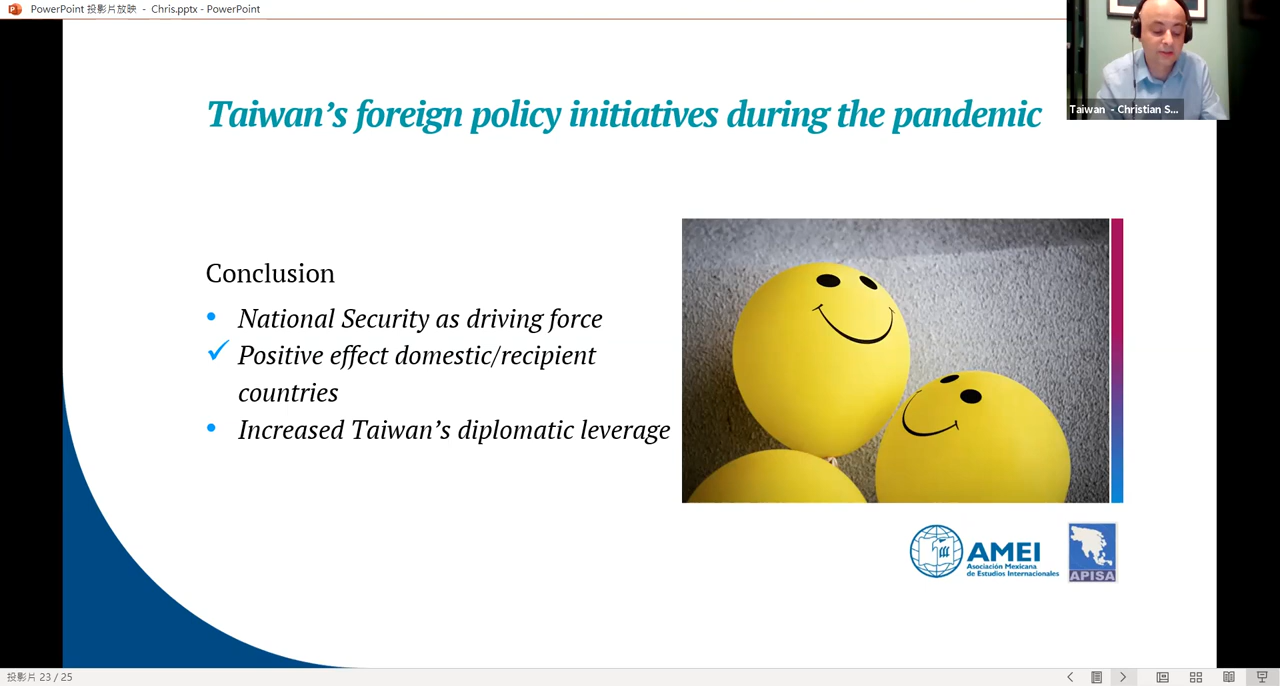 PowerPoint 投影片放映 - Chris.pptx - PowerPoint
Taiwan - Christian S...
Taiwan’s foreign policy initiatives during the pandemic
Conclusion
• National Security as driving force
✓ Positive effect domestic/recipient
countries
• Increased Taiwan’s diplomatic leverage
AMEI
Asociación Mexicana
de Estudios Internacionales
APISA
投影片 23 / 25